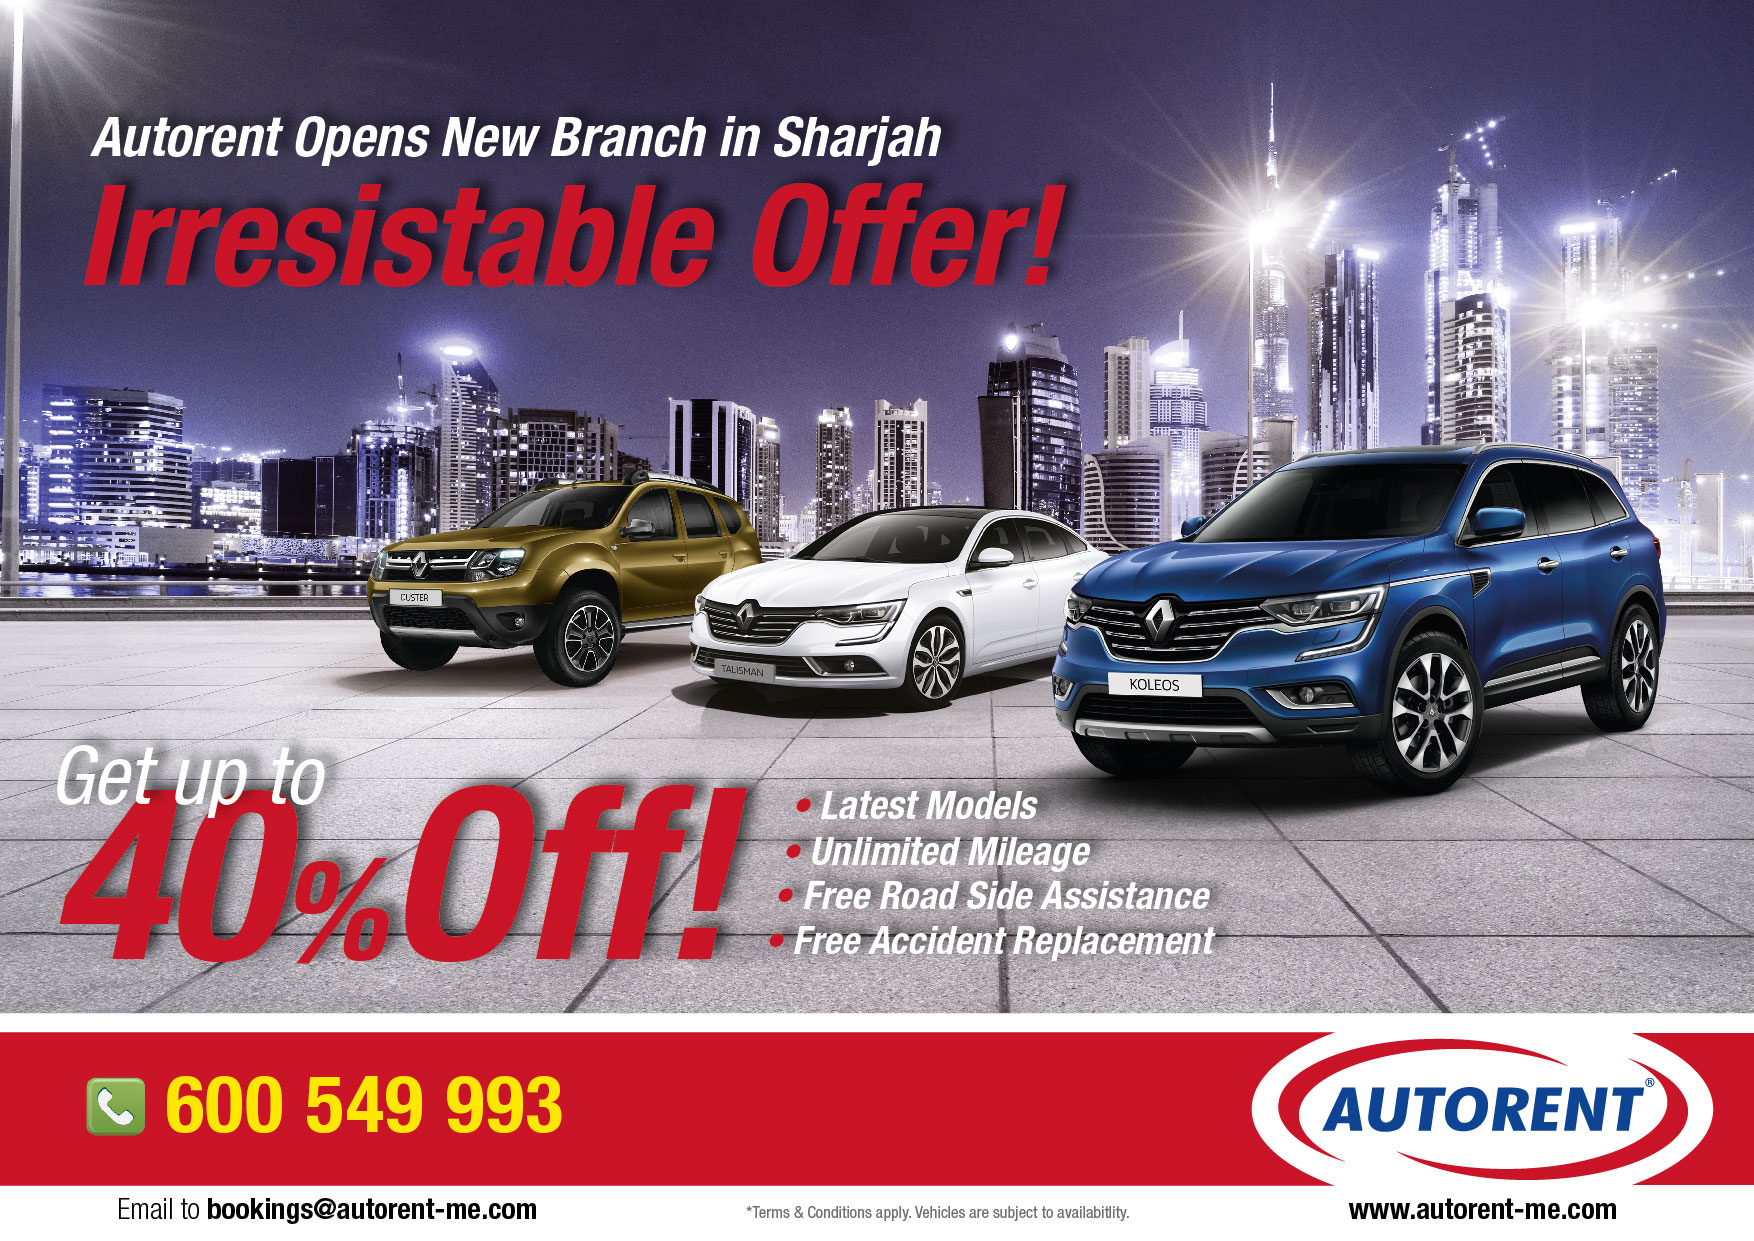 Autorent Opens New Branch in Sharjah
Irresistable Offer!
DUSTER
TALISMAN
KOLEOS
Get up to
40% Off!
• Latest Models
• Unlimited Mileage
• Free Road Side Assistance
• Free Accident Replacement
600 549 993
AUTORENT®
Email to bookings@autorent-me.com
*Terms & Conditions apply. Vehicles are subject to availabitlity.
www.autorent-me.com